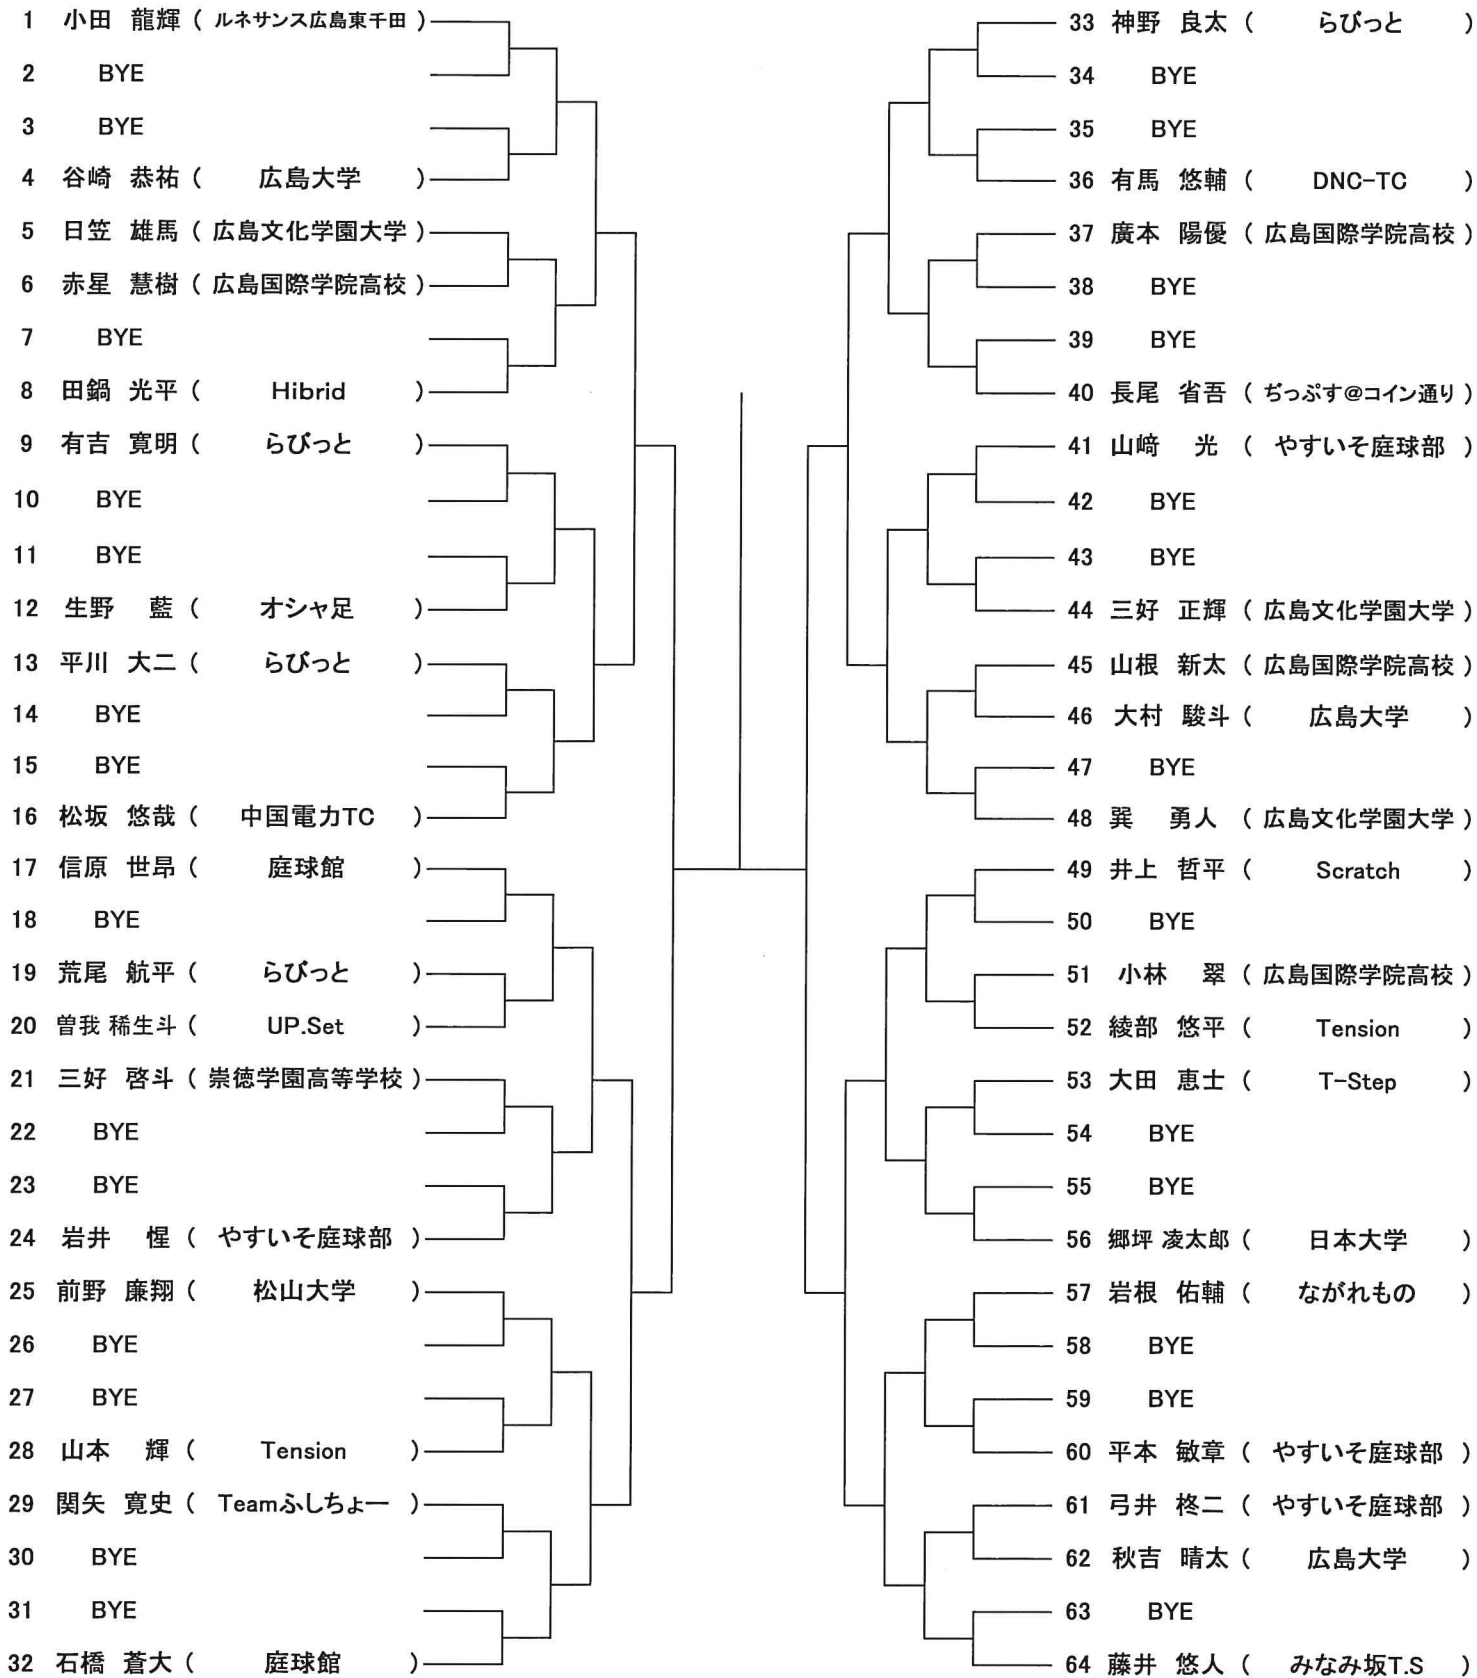 1 小田 龍輝 ( ルネサンス広島東千田 )
2 BYE
3 BYE
4 谷崎 恭祐 ( 広島大学 )
5 日笠 雄馬 ( 広島文化学園大学 )
6 赤星 慧樹 ( 広島国際学院高校 )
7 BYE
8 田鍋 光平 ( Hibrid )
9 有吉 寛明 ( らびっと )
10 BYE
11 BYE
12 生野 藍 ( オシャ足 )
13 平川 大二 ( らびっと )
14 BYE
15 BYE
16 松坂 悠哉 ( 中国電力TC )
17 信原 世昂 ( 庭球館 )
18 BYE
19 荒尾 航平 ( らびっと )
20 曽我 稀生斗 ( UP.Set )
21 三好 啓斗 ( 崇徳学園高等学校 )
22 BYE
23 BYE
24 岩井 惺 ( やすいそ庭球部 )
25 前野 廉翔 ( 松山大学 )
26 BYE
27 BYE
28 山本 輝 ( Tension )
29 関矢 寛史 ( Teamふしちょー )
30 BYE
31 BYE
32 石橋 蒼大 ( 庭球館 )
33 神野 良太 ( らびっと )
34 BYE
35 BYE
36 有馬 悠輔 ( DNC-TC )
37 廣本 陽優 ( 広島国際学院高校 )
38 BYE
39 BYE
40 長尾 省吾 ( ぢっぷす@コイン通り )
41 山﨑 光 ( やすいそ庭球部 )
42 BYE
43 BYE
44 三好 正輝 ( 広島文化学園大学 )
45 山根 新太 ( 広島国際学院高校 )
46 大村 駿斗 ( 広島大学 )
47 BYE
48 巽 勇人 ( 広島文化学園大学 )
49 井上 哲平 ( Scratch )
50 BYE
51 小林 翠 ( 広島国際学院高校 )
52 綾部 悠平 ( Tension )
53 大田 恵士 ( T-Step )
54 BYE
55 BYE
56 郷坪 凌太郎 ( 日本大学 )
57 岩根 佑輔 ( ながれもの )
58 BYE
59 BYE
60 平本 敏章 ( やすいそ庭球部 )
61 弓井 柊二 ( やすいそ庭球部 )
62 秋吉 晴太 ( 広島大学 )
63 BYE
64 藤井 悠人 ( みなみ坂T.S )